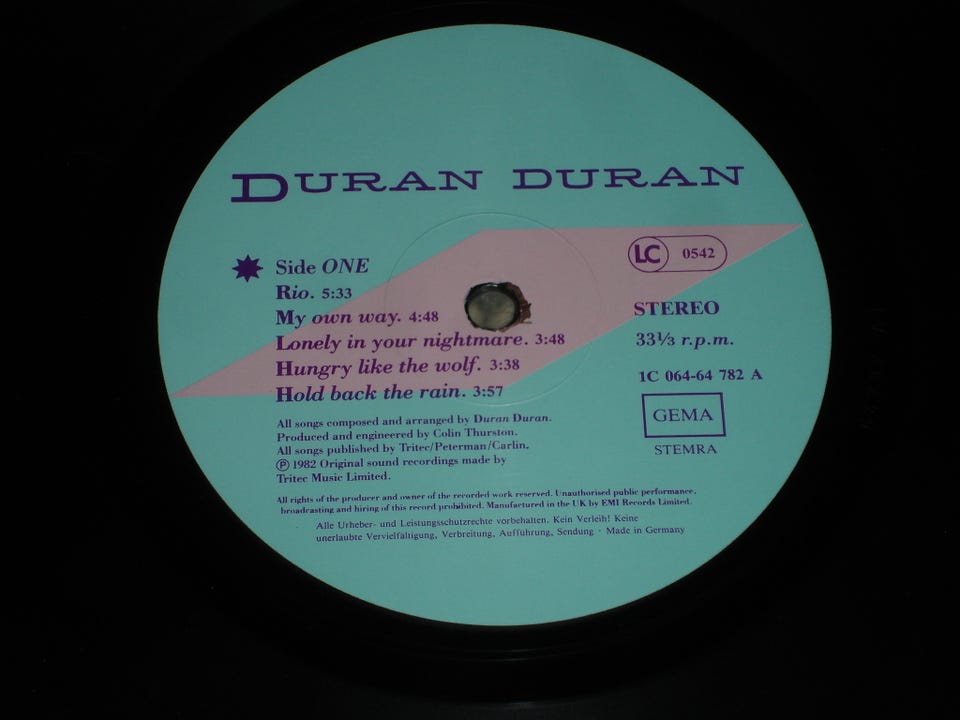 DURAN DURAN
Side ONE
Rio. 5:33
My own way. 4:48
Lonely in your nightmare. 3:48
Hungry like the wolf. 3:38
Hold back the rain. 3:57
LC 0542
STEREO
33⅓ r.p.m.
1C 064-64 782 A
GEMA
STEMRA
All songs composed and arranged by Duran Duran.
Produced and engineered by Colin Thurston.
All songs published by Tritec/Peterman/Carlin.
Ⓟ 1982 Original sound recordings made by
Tritec Music Limited.
All rights of the producer and owner of the recorded work reserved. Unauthorised public performance,
broadcasting and hiring of this record prohibited. Manufactured in the UK by EMI Records Limited.
Alle Urheber- und Leistungsschutzrechte vorbehalten. Kein Verleih! Keine
unerlaubte Vervielfältigung, Verbreitung, Aufführung, Sendung · Made in Germany